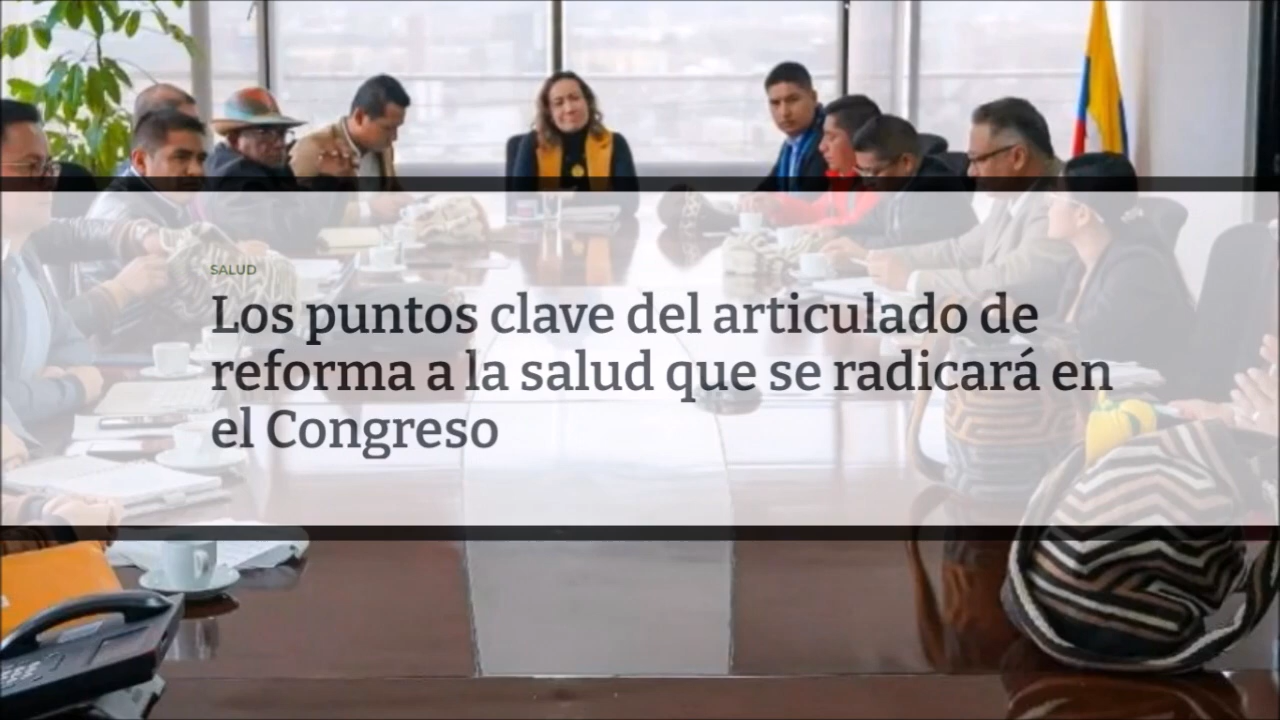 SALUD
Los puntos clave del articulado de
reforma a la salud que se radicará en
el Congreso